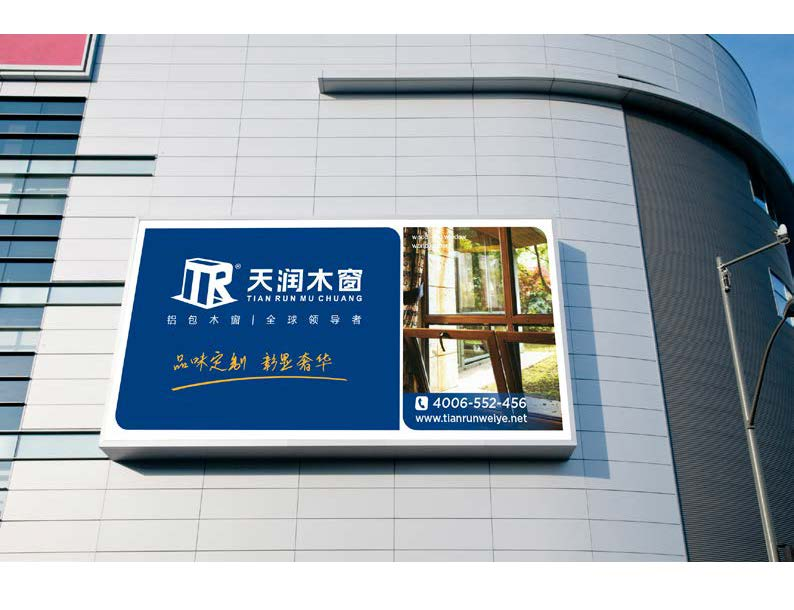 TR®
天润木窗
TIAN RUN MU CHUANG
铝包木窗 | 全球领导者
品味定制 彰显奢华
4006-552-456
www.tianrunweiye.net